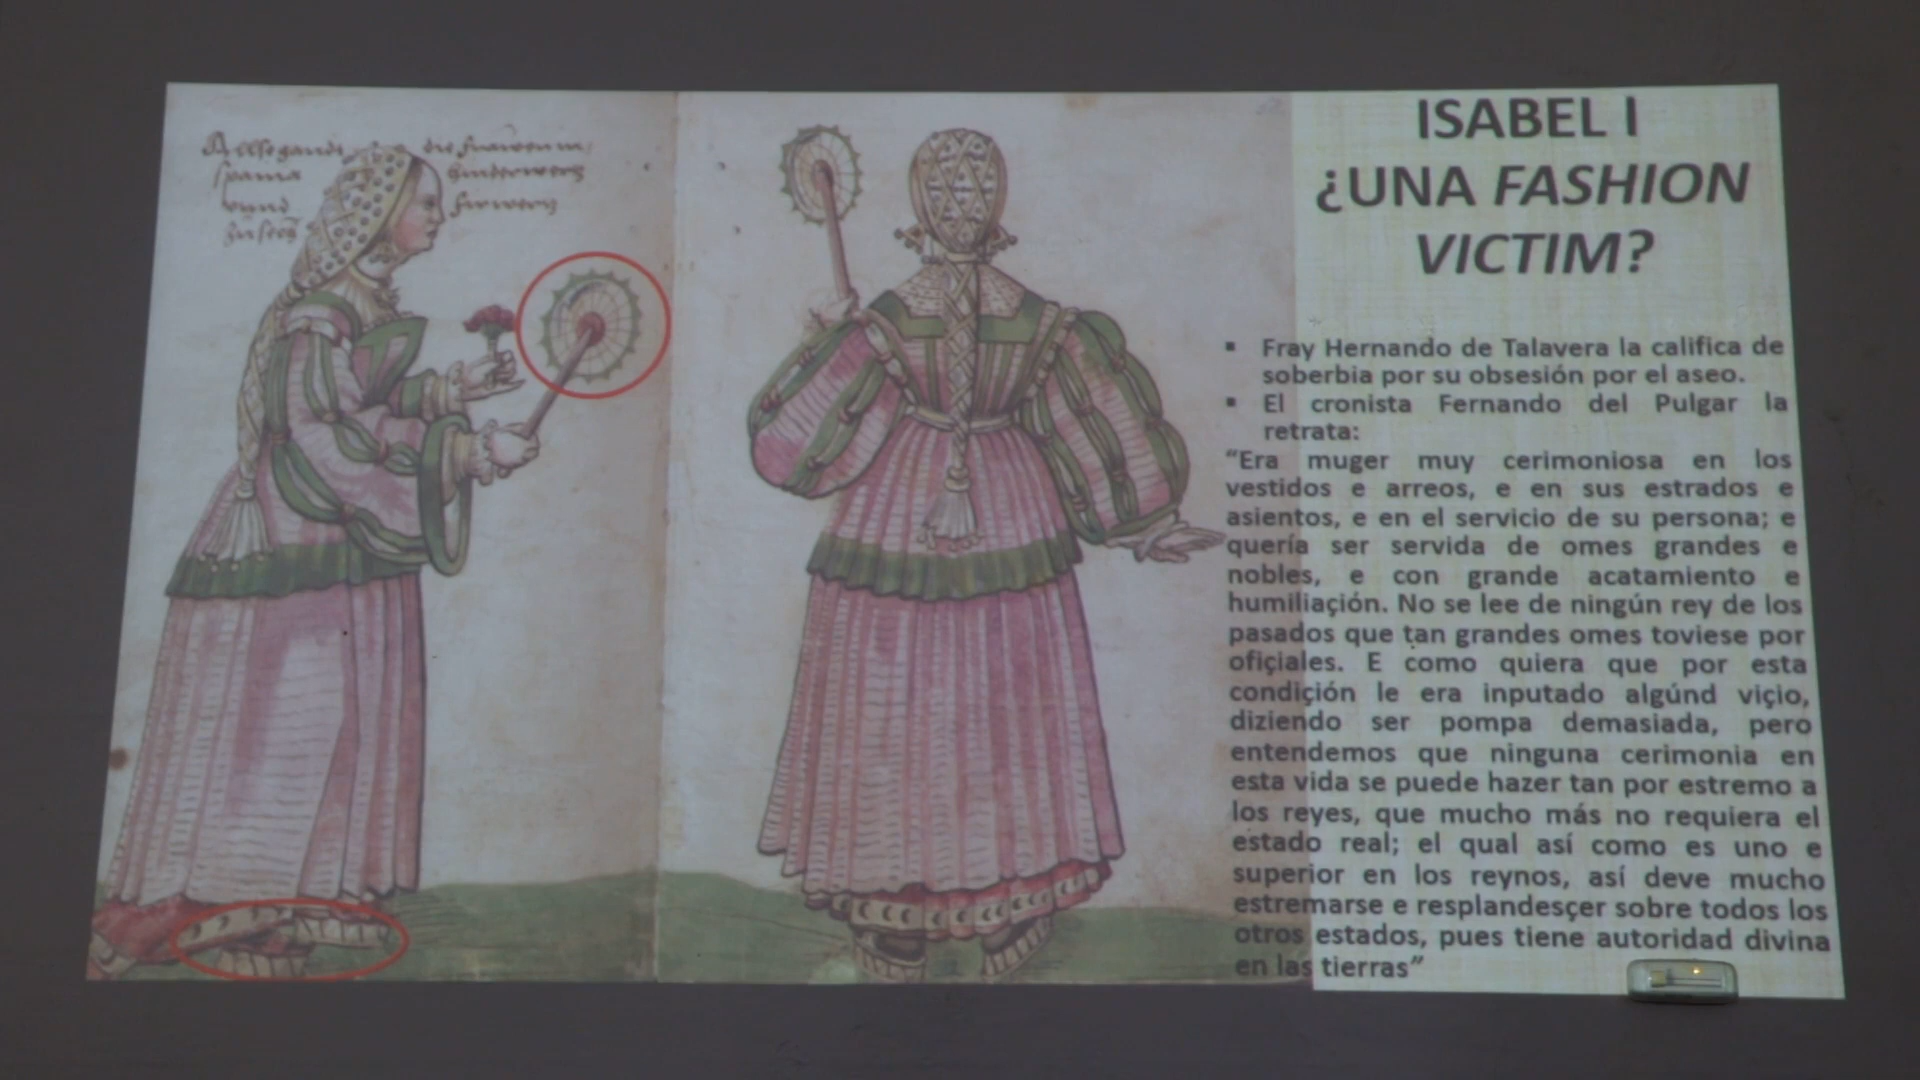 ISABEL I
¿UNA FASHION
VICTIM?
▪ Fray Hernando de Talavera la califica de
soberbia por su obsesión por el aseo.
▪ El cronista Fernando del Pulgar la
retrata:
“Era muger muy cerimoniosa en los
vestidos e arreos, e en sus estrados e
asientos, e en el servicio de su persona; e
quería ser servida de omes grandes e
nobles, e con grande acatamiento e
humiliaçión. No se lee de ningún rey de los
pasados que tan grandes omes toviese por
ofiçiales. E como quiera que por esta
condiçión le era inputado algúnd viçio,
diziendo ser pompa demasiada, pero
entendemos que ninguna cerimonia en
esta vida se puede hazer tan por estremo a
los reyes, que mucho más no requiera el
estado real; el qual así como es uno e
superior en los reynos, así deve mucho
estremarse e resplandesçer sobre todos los
otros estados, pues tiene autoridad divina
en las tierras”